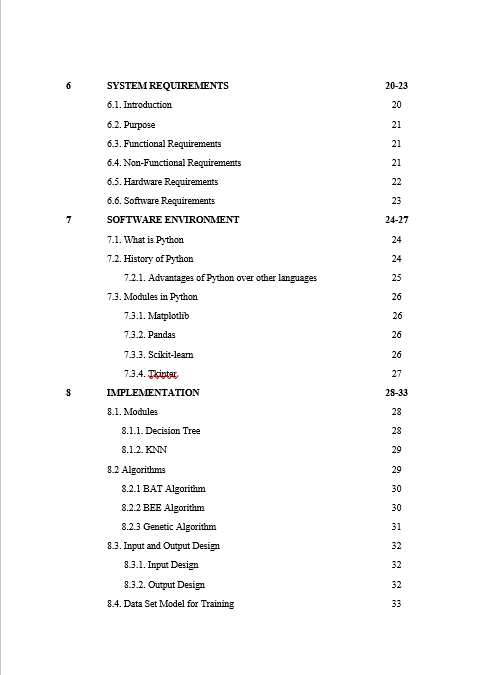 6 SYSTEM REQUIREMENTS 20-23
6.1. Introduction 20
6.2. Purpose 21
6.3. Functional Requirements 21
6.4. Non-Functional Requirements 21
6.5. Hardware Requirements 22
6.6. Software Requirements 23
7 SOFTWARE ENVIRONMENT 24-27
7.1. What is Python 24
7.2. History of Python 24
7.2.1. Advantages of Python over other languages 25
7.3. Modules in Python 26
7.3.1. Matplotlib 26
7.3.2. Pandas 26
7.3.3. Scikit-learn 26
7.3.4. Tkinter 27
8 IMPLEMENTATION 28-33
8.1. Modules 28
8.1.1. Decision Tree 28
8.1.2. KNN 29
8.2 Algorithms 29
8.2.1 BAT Algorithm 30
8.2.2 BEE Algorithm 30
8.2.3 Genetic Algorithm 31
8.3. Input and Output Design 32
8.3.1. Input Design 32
8.3.2. Output Design 32
8.4. Data Set Model for Training 33